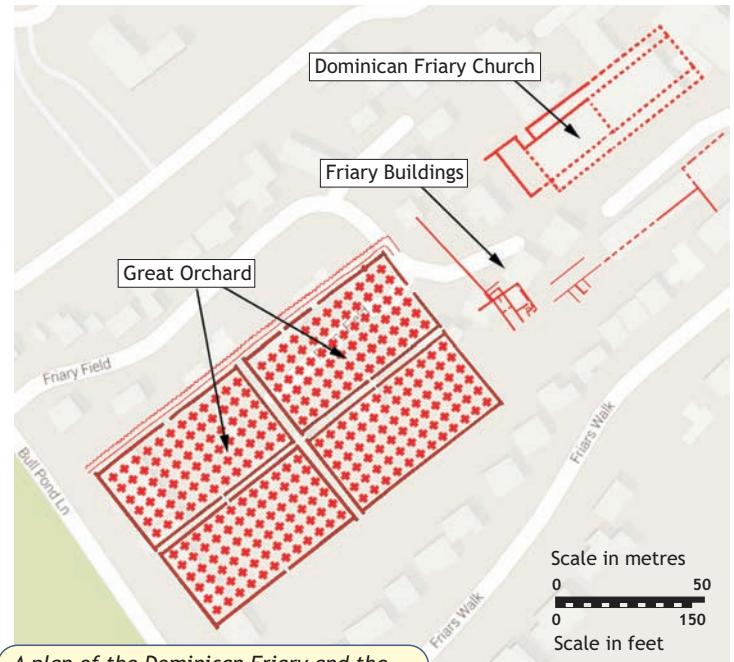 Dominican Friary Church
Friary Buildings
Great Orchard
Friary Field
Bull Pond Ln
Friars Walk
Friars Walk
Scale in metres
0 50
0 150
Scale in feet
A plan of the Dominican Friary and the